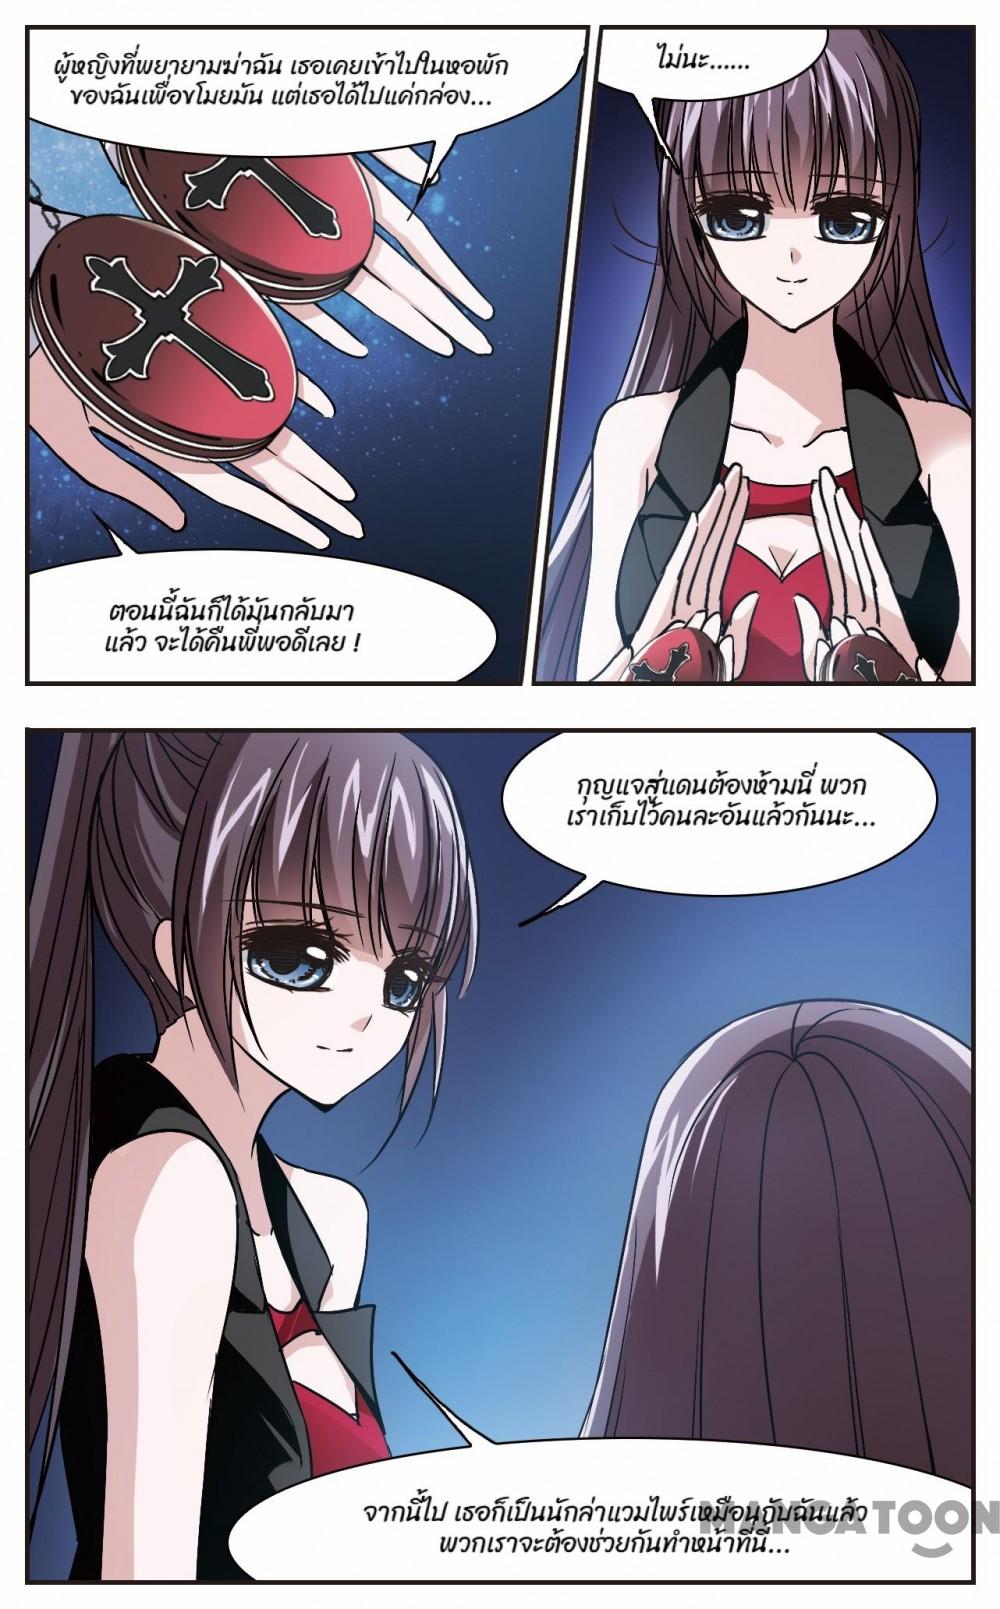 ผู้หญิงที่พยายามฆ่าฉัน เธอเคยเข้าไปในหอพัก
ของฉันเพื่อขโมยมัน แต่เธอได้ไปแค่กล่อง...
ไม่นะ......
ตอนนี้ฉันก็ได้มันกลับมา
แล้ว จะได้คืนพี่พอดีเลย !
กุญแจสู่แดนต้องห้ามนี่ พวก
เราเก็บไว้คนละอันแล้วกันนะ...
จากนี้ไป เธอก็เป็นนักล่าแวมไพร์เหมือนกับฉันแล้ว
พวกเราจะต้องช่วยกันทำหน้าที่นี้...
MANGATOON